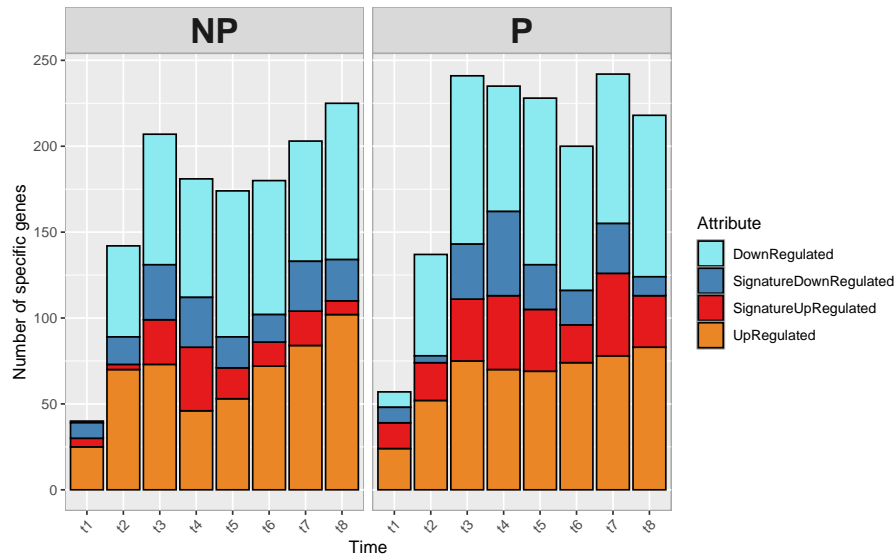 NP
P
Number of specific genes
250
200
150
100
50
0
t1 t2 t3 t4 t5 t6 t7 t8
t1 t2 t3 t4 t5 t6 t7 t8
Time
Attribute
DownRegulated
SignatureDownRegulated
SignatureUpRegulated
UpRegulated